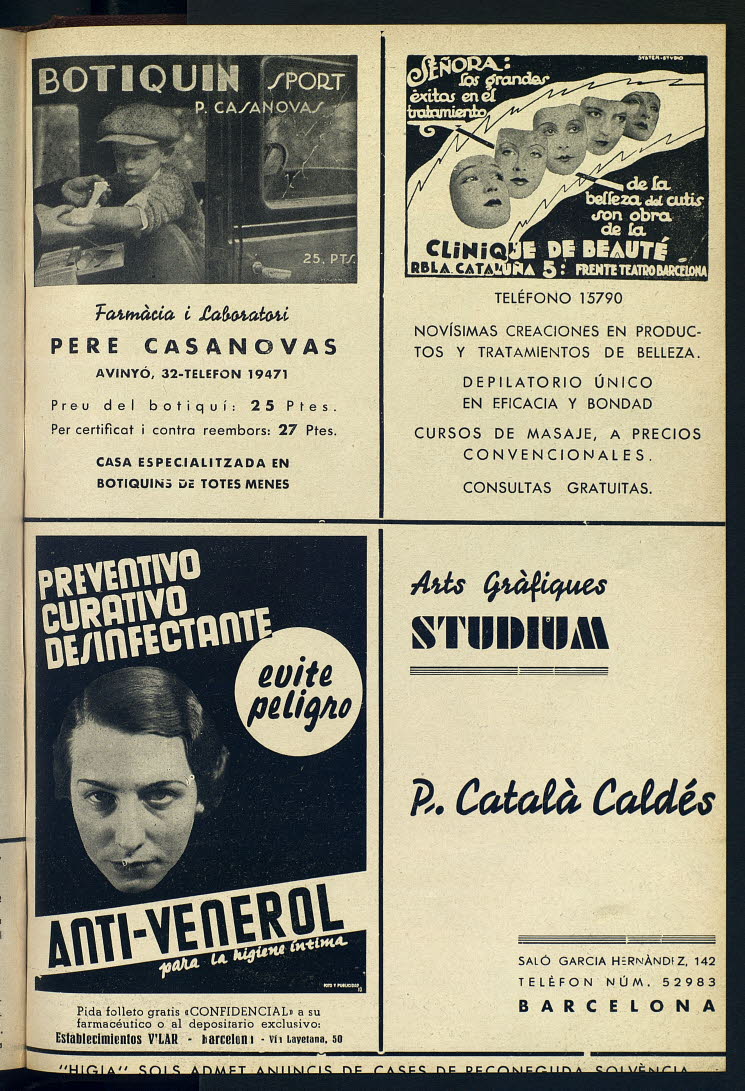 BOTIQUIN SPORT
P. CASANOVAS
25. PTS.
Farmàcia i Laboratori
PERE CASANOVAS
AVINYÓ, 32-TELEFON 19471
Preu del botiquí: 25 Ptes.
Per certificat i contra reembors: 27 Ptes.
CASA ESPECIALITZADA EN
BOTIQUINS DE TOTES MENES
SYSTEM-STVDIO
SEÑORA:
los grandes
éxitos en el
tratamiento
de la
belleza del cutis
son obra
de la
CLINIQUE DE BEAUTÉ
RBLA. CATALUÑA 5: FRENTE TEATRO BARCELONA
TELÉFONO 15790
NOVÍSIMAS CREACIONES EN PRODUC-
TOS Y TRATAMIENTOS DE BELLEZA.
DEPILATORIO ÚNICO
EN EFICACIA Y BONDAD
CURSOS DE MASAJE, A PRECIOS
CONVENCIONALES.
CONSULTAS GRATUITAS.
PREVENTIVO
CURATIVO
DESINFECTANTE
evite
peligro
ANTI-VENEROL
para la higiene íntima
Pida folleto gratis «CONFIDENCIAL» a su
farmacéutico o al depositario exclusivo:
Establecimientos VILAR - Barcelona - Vía Layetana, 50
Arts Gràfiques
STUDIUM
P. Català Caldés
SALÓ GARCIA HERNÀNDEZ, 142
TELÈFON NÚM. 52983
BARCELONA
"HIGIA" SOLS ADMET ANUNCIS DE CASES DE RECONEGUDA SOLVÈNCIA